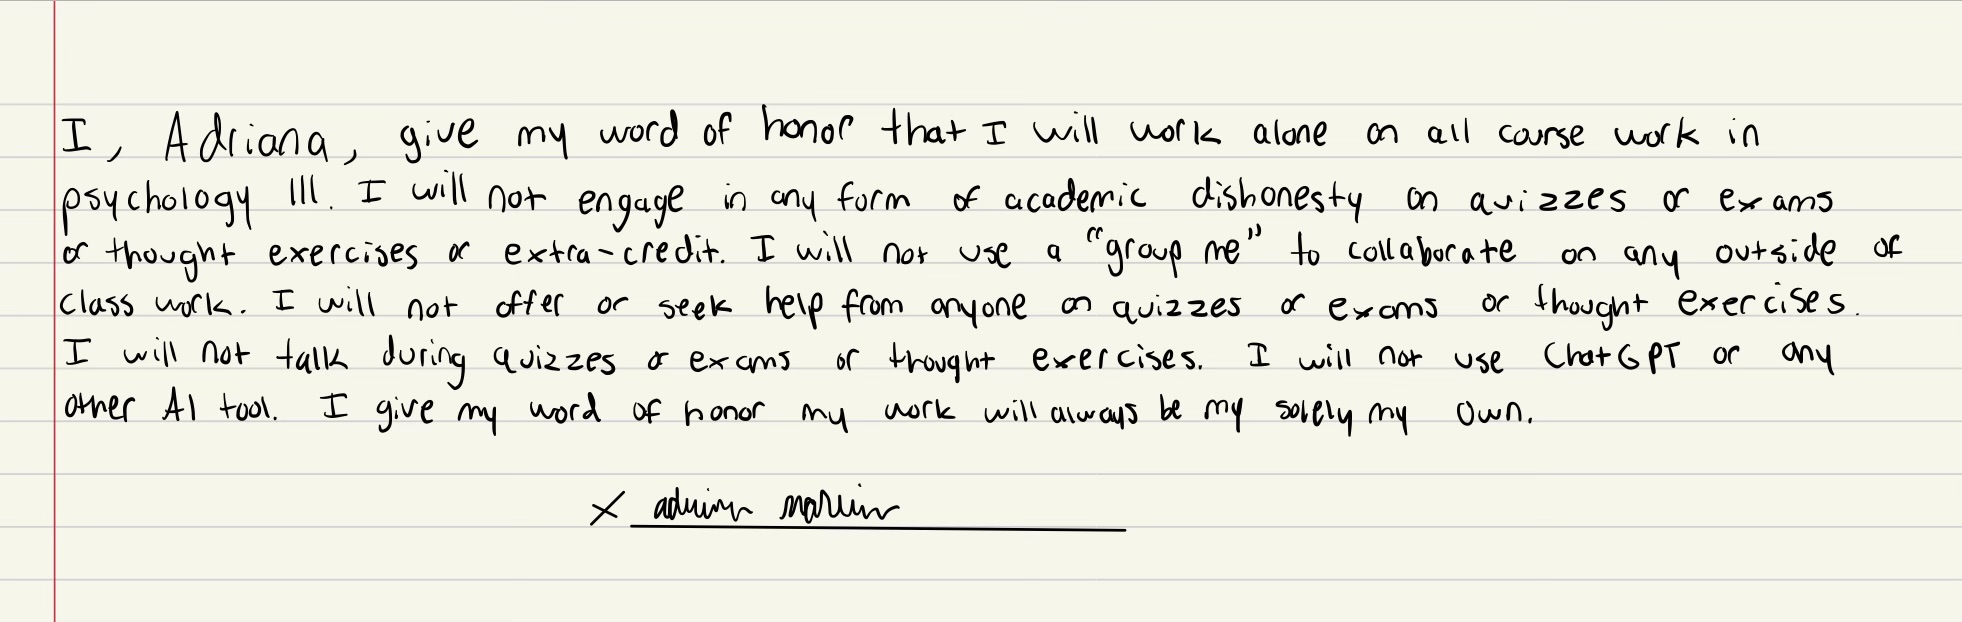 I, Adriana, give my word of honor that I will work alone on all course work in
psychology 111. I will not engage in any form of academic dishonesty on quizzes or exams
or thought exercises or extra-credit. I will not use a "group me" to collaborate on any outside of
class work. I will not offer or seek help from anyone on quizzes or exams or thought exercises.
I will not talk during quizzes or exams or thought exercises. I will not use ChatGPT or any
other AI tool. I give my word of honor my work will always be my solely my own.
X